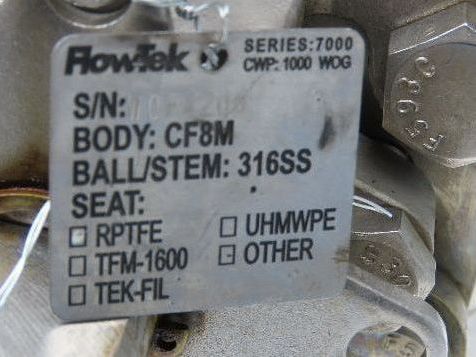 FlowTek
SERIES:7000
CWP:1000 WOG
S/N:
BODY: CF8M
BALL/STEM: 316SS
SEAT:
RPTFE
UHMWPE
TFM-1600
OTHER
TEK-FIL
F593C